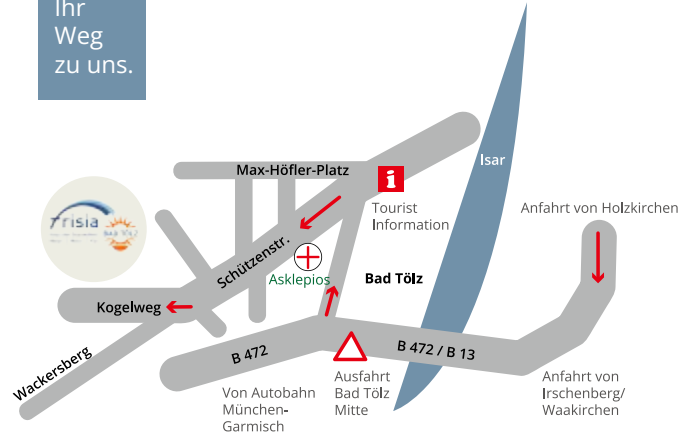 Ihr
Weg
zu uns.
Max-Höfler-Platz
Isar
Tourist
Information
Anfahrt von Holzkirchen
frisia
BAD TÖLZ
Schützenstr.
Asklepios
Bad Tölz
Kogelweg
Wackersberg
B 472
B 472 / B 13
Von Autobahn
München-
Garmisch
Ausfahrt
Bad Tölz
Mitte
Anfahrt von
Irschenberg/
Waakirchen